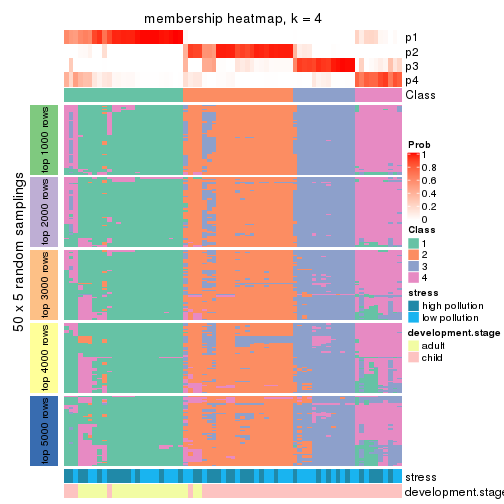 membership heatmap, k = 4
p1
p2
p3
p4
Class
50 x 5 random samplings
top 1000 rows
top 2000 rows
top 3000 rows
top 4000 rows
top 5000 rows
stress
development.stage
Prob
1
0.8
0.6
0.4
0.2
0
Class
1
2
3
4
stress
high pollution
low pollution
development.stage
adult
child